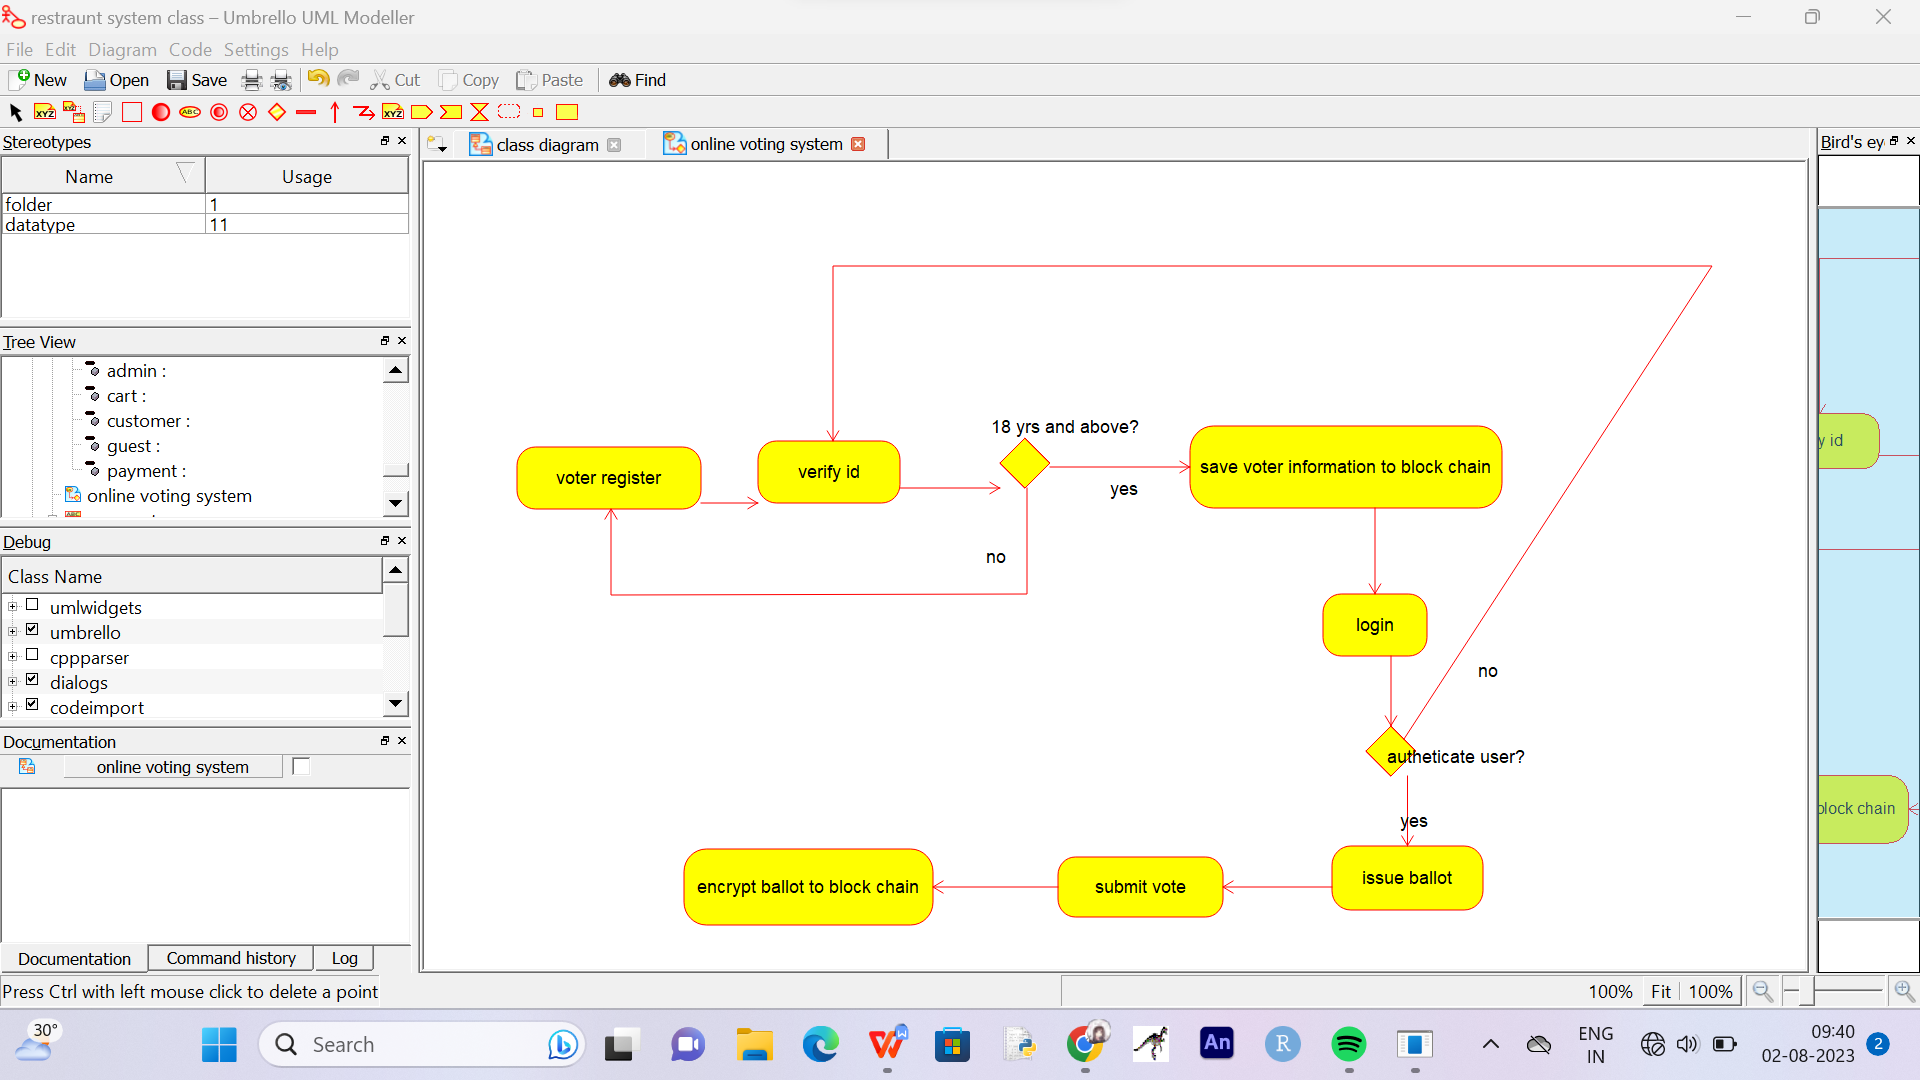 restraunt system class – Umbrello UML Modeller
File Edit Diagram Code Settings Help
New Open Save Cut Copy Paste Find
XYZ XYZ ABC XYZ
Stereotypes
Name Usage
folder 1
datatype 11
Tree View
admin :
cart :
customer :
guest :
payment :
online voting system
Debug
Class Name
umlwidgets
umbrello
cppparser
dialogs
codeimport
Documentation
online voting system
Documentation Command history Log
Press Ctrl with left mouse click to delete a point
class diagram
online voting system
18 yrs and above?
voter register
verify id
save voter information to block chain
yes
no
login
no
autheticate user?
yes
issue ballot
submit vote
encrypt ballot to block chain
Bird's ey
y id
block chain
100% Fit 100%
30°
Search
W
An
R
ENG
IN
09:40
02-08-2023
2